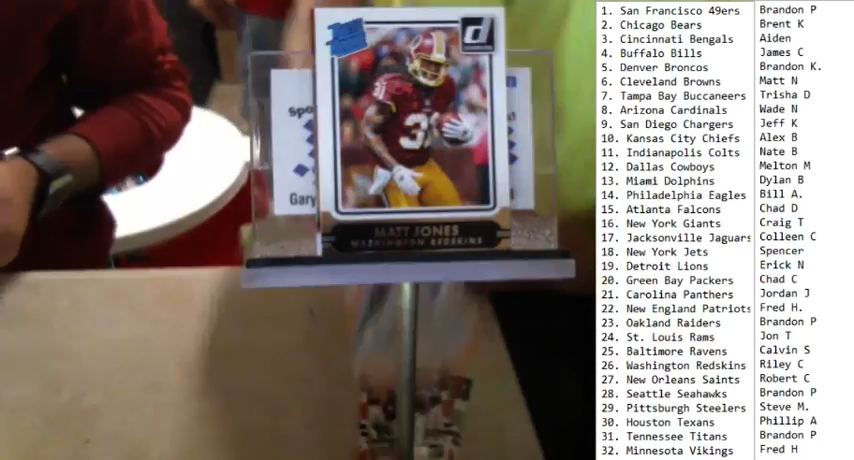 DONRUSS
31
spo
Gary
MATT JONES
WASHINGTON REDSKINS
1. San Francisco 49ers Brandon P
2. Chicago Bears Brent K
3. Cincinnati Bengals Aiden
4. Buffalo Bills James C
5. Denver Broncos Brandon K.
6. Cleveland Browns Matt N
7. Tampa Bay Buccaneers Trisha D
8. Arizona Cardinals Wade N
9. San Diego Chargers Jeff K
10. Kansas City Chiefs Alex B
11. Indianapolis Colts Nate B
12. Dallas Cowboys Melton M
13. Miami Dolphins Dylan B
14. Philadelphia Eagles Bill A.
15. Atlanta Falcons Chad D
16. New York Giants Craig T
17. Jacksonville Jaguars Colleen C
18. New York Jets Spencer
19. Detroit Lions Erick N
20. Green Bay Packers Chad C
21. Carolina Panthers Jordan J
22. New England Patriots Fred H.
23. Oakland Raiders Brandon P
24. St. Louis Rams Jon T
25. Baltimore Ravens Calvin S
26. Washington Redskins Riley C
27. New Orleans Saints Robert C
28. Seattle Seahawks Brandon P
29. Pittsburgh Steelers Steve M.
30. Houston Texans Phillip A
31. Tennessee Titans Brandon P
32. Minnesota Vikings Fred H